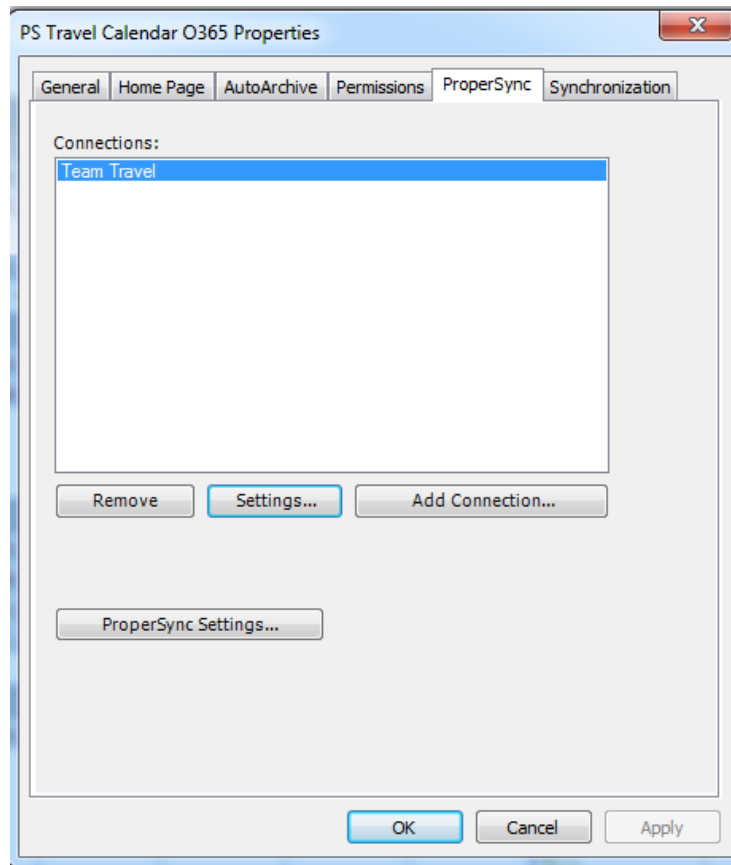 PS Travel Calendar O365 Properties
General Home Page AutoArchive Permissions ProperSync Synchronization
Connections:
Team Travel
Remove Settings... Add Connection...
ProperSync Settings...
OK Cancel Apply